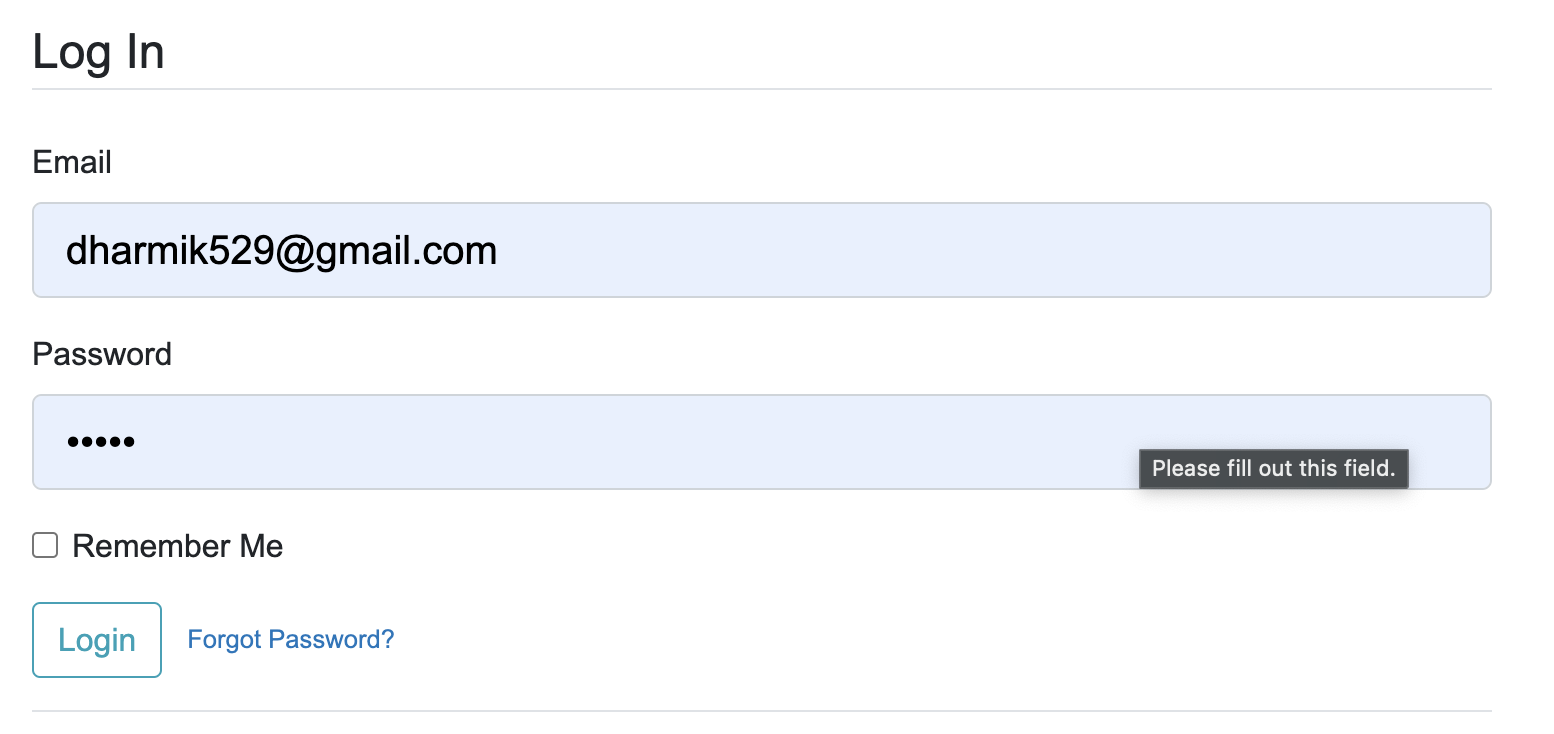 Log In
Email
dharmik529@gmail.com
Password
•••••
Please fill out this field.
Remember Me
Login Forgot Password?